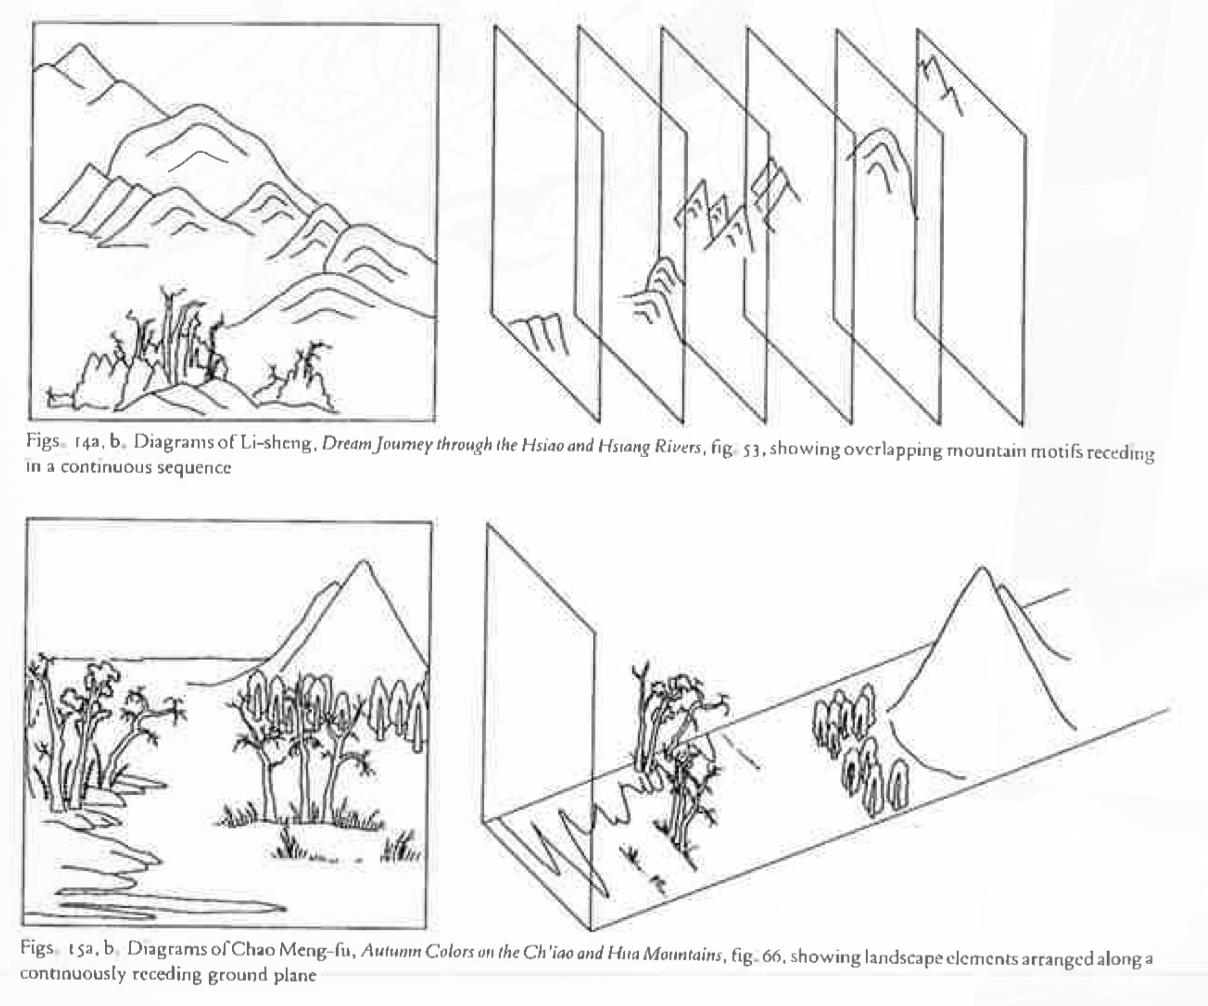 Figs. 14a, b. Diagrams of Li-sheng, Dream Journey through the Hsiao and Hsiang Rivers, fig. 53, showing overlapping mountain motifs receding
in a continuous sequence
Figs. 15a, b. Diagrams of Chao Meng-fu, Autumn Colors on the Ch'iao and Hua Mountains, fig. 66, showing landscape elements arranged along a
continuously receding ground plane